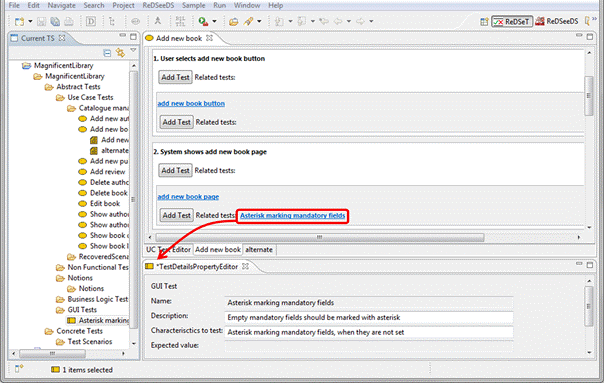 File Edit Navigate Search Project ReDSeeDS Sample Run Window Help
ReDSeT ReDSeeDS
Current TS
MagnificentLibrary
MagnificentLibrary
Abstract Tests
Use Case Tests
Catalogue mana
Add new aut
Add new bo
Add new
alternate
Add new pu
Add review
Delete autho
Delete book
Edit book
Show autho
Show autho
Show book d
Show book l
RecoveredScena
Non Functional Te
Notions
Notions
Business Logic Test
GUI Tests
Asterisk marking
Concrete Tests
Test Scenarios
Add new book
1. User selects add new book button
Add Test Related tests:
add new book button
Add Test Related tests:
2. System shows add new book page
Add Test Related tests:
add new book page
Add Test Related tests: Asterisk marking mandatory fields
UC Test Editor Add new book alternate
*TestDetailsPropertyEditor
GUI Test
Name: Asterisk marking mandatory fields
Description: Empty mandatory fields should be marked with asterisk
Characterisctics to test: Asterisk marking mandatory fields, when they are not set
Expected value:
1 items selected